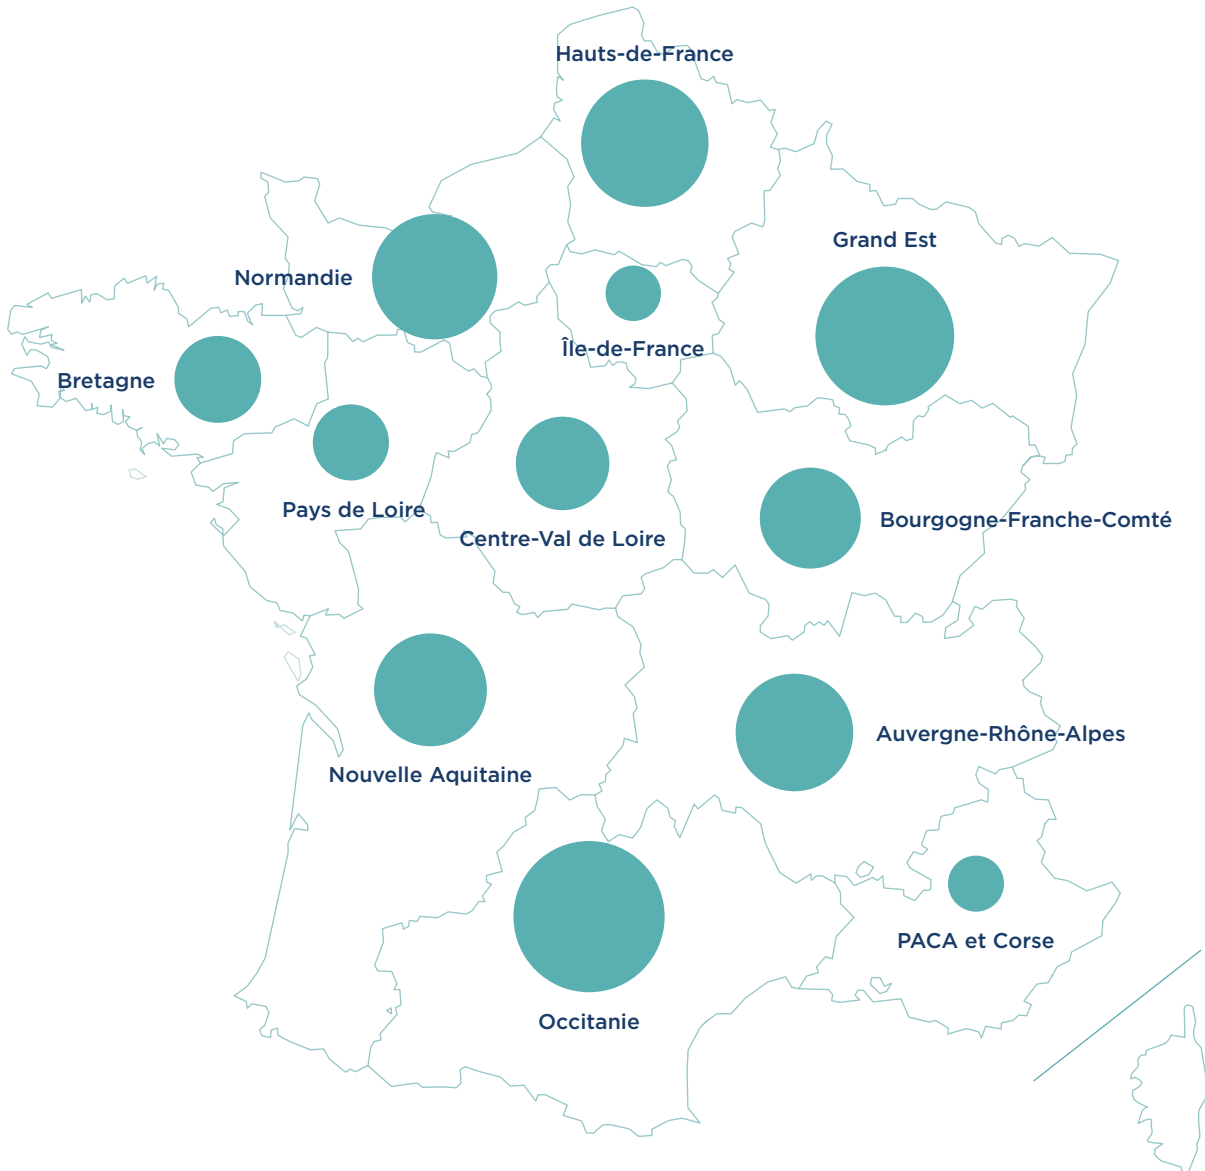 Hauts-de-France
Grand Est
Normandie
Île-de-France
Bretagne
Pays de Loire
Centre-Val de Loire
Bourgogne-Franche-Comté
Nouvelle Aquitaine
Auvergne-Rhône-Alpes
PACA et Corse
Occitanie